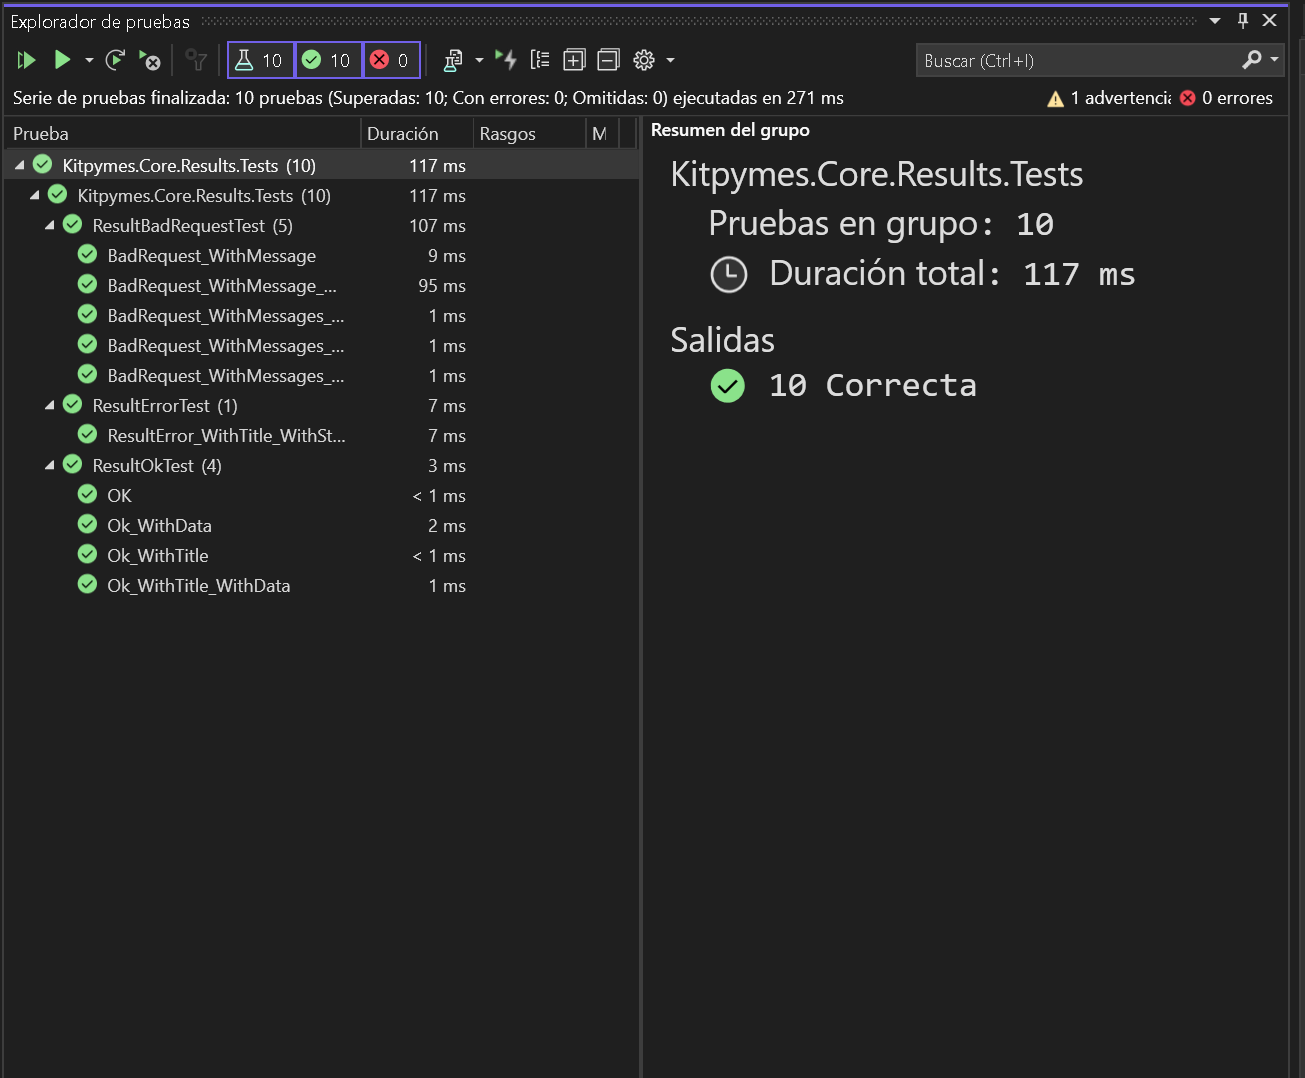 Explorador de pruebas
10 10 0
Buscar (Ctrl+I)
Serie de pruebas finalizada: 10 pruebas (Superadas: 10; Con errores: 0; Omitidas: 0) ejecutadas en 271 ms
1 advertencia 0 errores
Prueba Duración Rasgos M
Kitpymes.Core.Results.Tests (10) 117 ms
Kitpymes.Core.Results.Tests (10) 117 ms
ResultBadRequestTest (5) 107 ms
BadRequest_WithMessage 9 ms
BadRequest_WithMessage_... 95 ms
BadRequest_WithMessages_... 1 ms
BadRequest_WithMessages_... 1 ms
BadRequest_WithMessages_... 1 ms
ResultErrorTest (1) 7 ms
ResultError_WithTitle_WithSt... 7 ms
ResultOkTest (4) 3 ms
OK < 1 ms
Ok_WithData 2 ms
Ok_WithTitle < 1 ms
Ok_WithTitle_WithData 1 ms
Resumen del grupo
Kitpymes.Core.Results.Tests
Pruebas en grupo: 10
Duración total: 117 ms
Salidas
10 Correcta